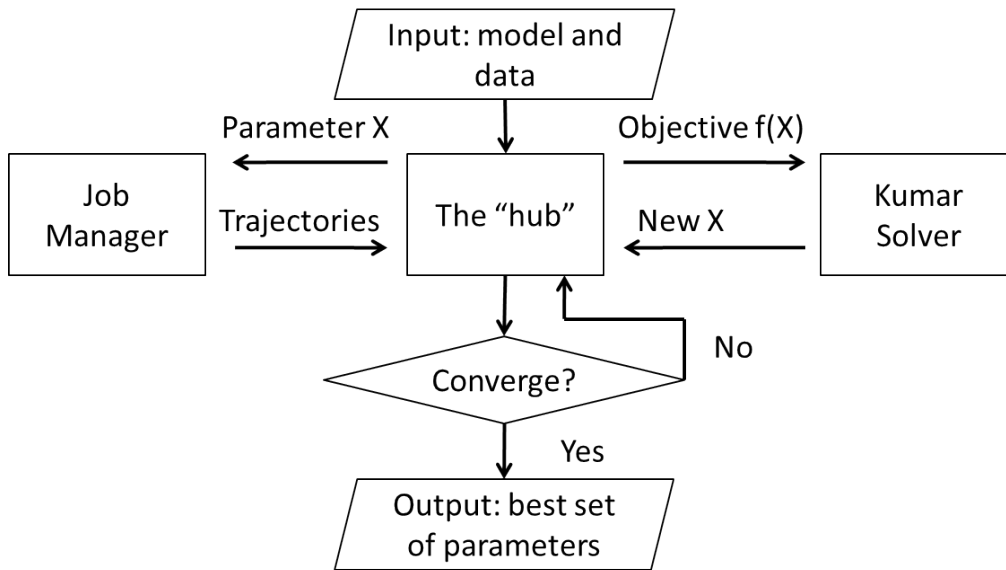 Input: model and
data
Parameter X
Objective f(X)
Job
Manager
Trajectories
The “hub”
New X
Kumar
Solver
No
Converge?
Yes
Output: best set
of parameters